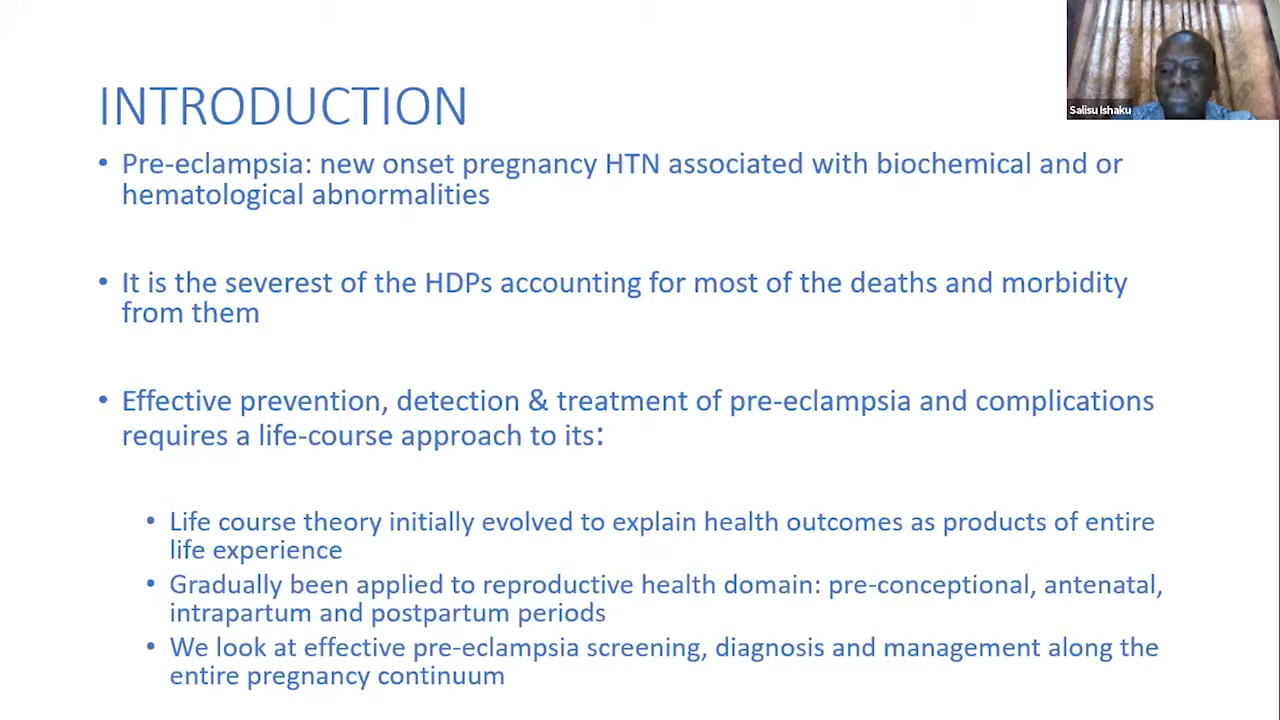 INTRODUCTION
• Pre-eclampsia: new onset pregnancy HTN associated with biochemical and or
hematological abnormalities
• It is the severest of the HDPs accounting for most of the deaths and morbidity
from them
• Effective prevention, detection & treatment of pre-eclampsia and complications
requires a life-course approach to its:
• Life course theory initially evolved to explain health outcomes as products of entire
life experience
• Gradually been applied to reproductive health domain: pre-conceptional, antenatal,
intrapartum and postpartum periods
• We look at effective pre-eclampsia screening, diagnosis and management along the
entire pregnancy continuum
Salisu Ishaku